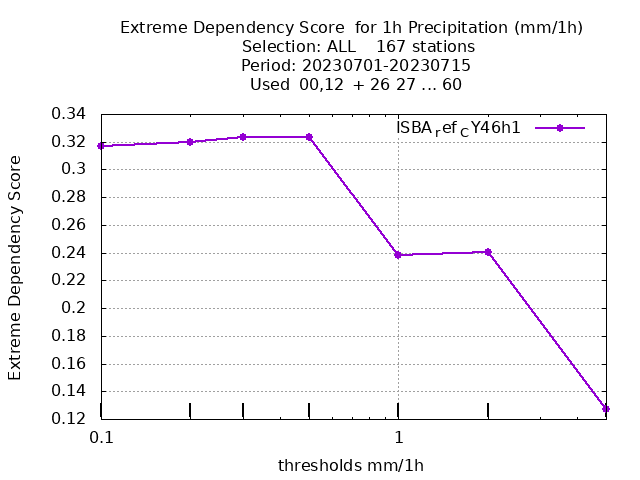 Extreme Dependency Score  for 1h Precipitation (mm/1h)
Selection: ALL    167 stations
Period: 20230701-20230715
Used  00,12  + 26 27 ... 60
ISBA_ref_CY46h1
Extreme Dependency Score
0.34
0.32
0.3
0.28
0.26
0.24
0.22
0.2
0.18
0.16
0.14
0.12
0.1
1
thresholds mm/1h